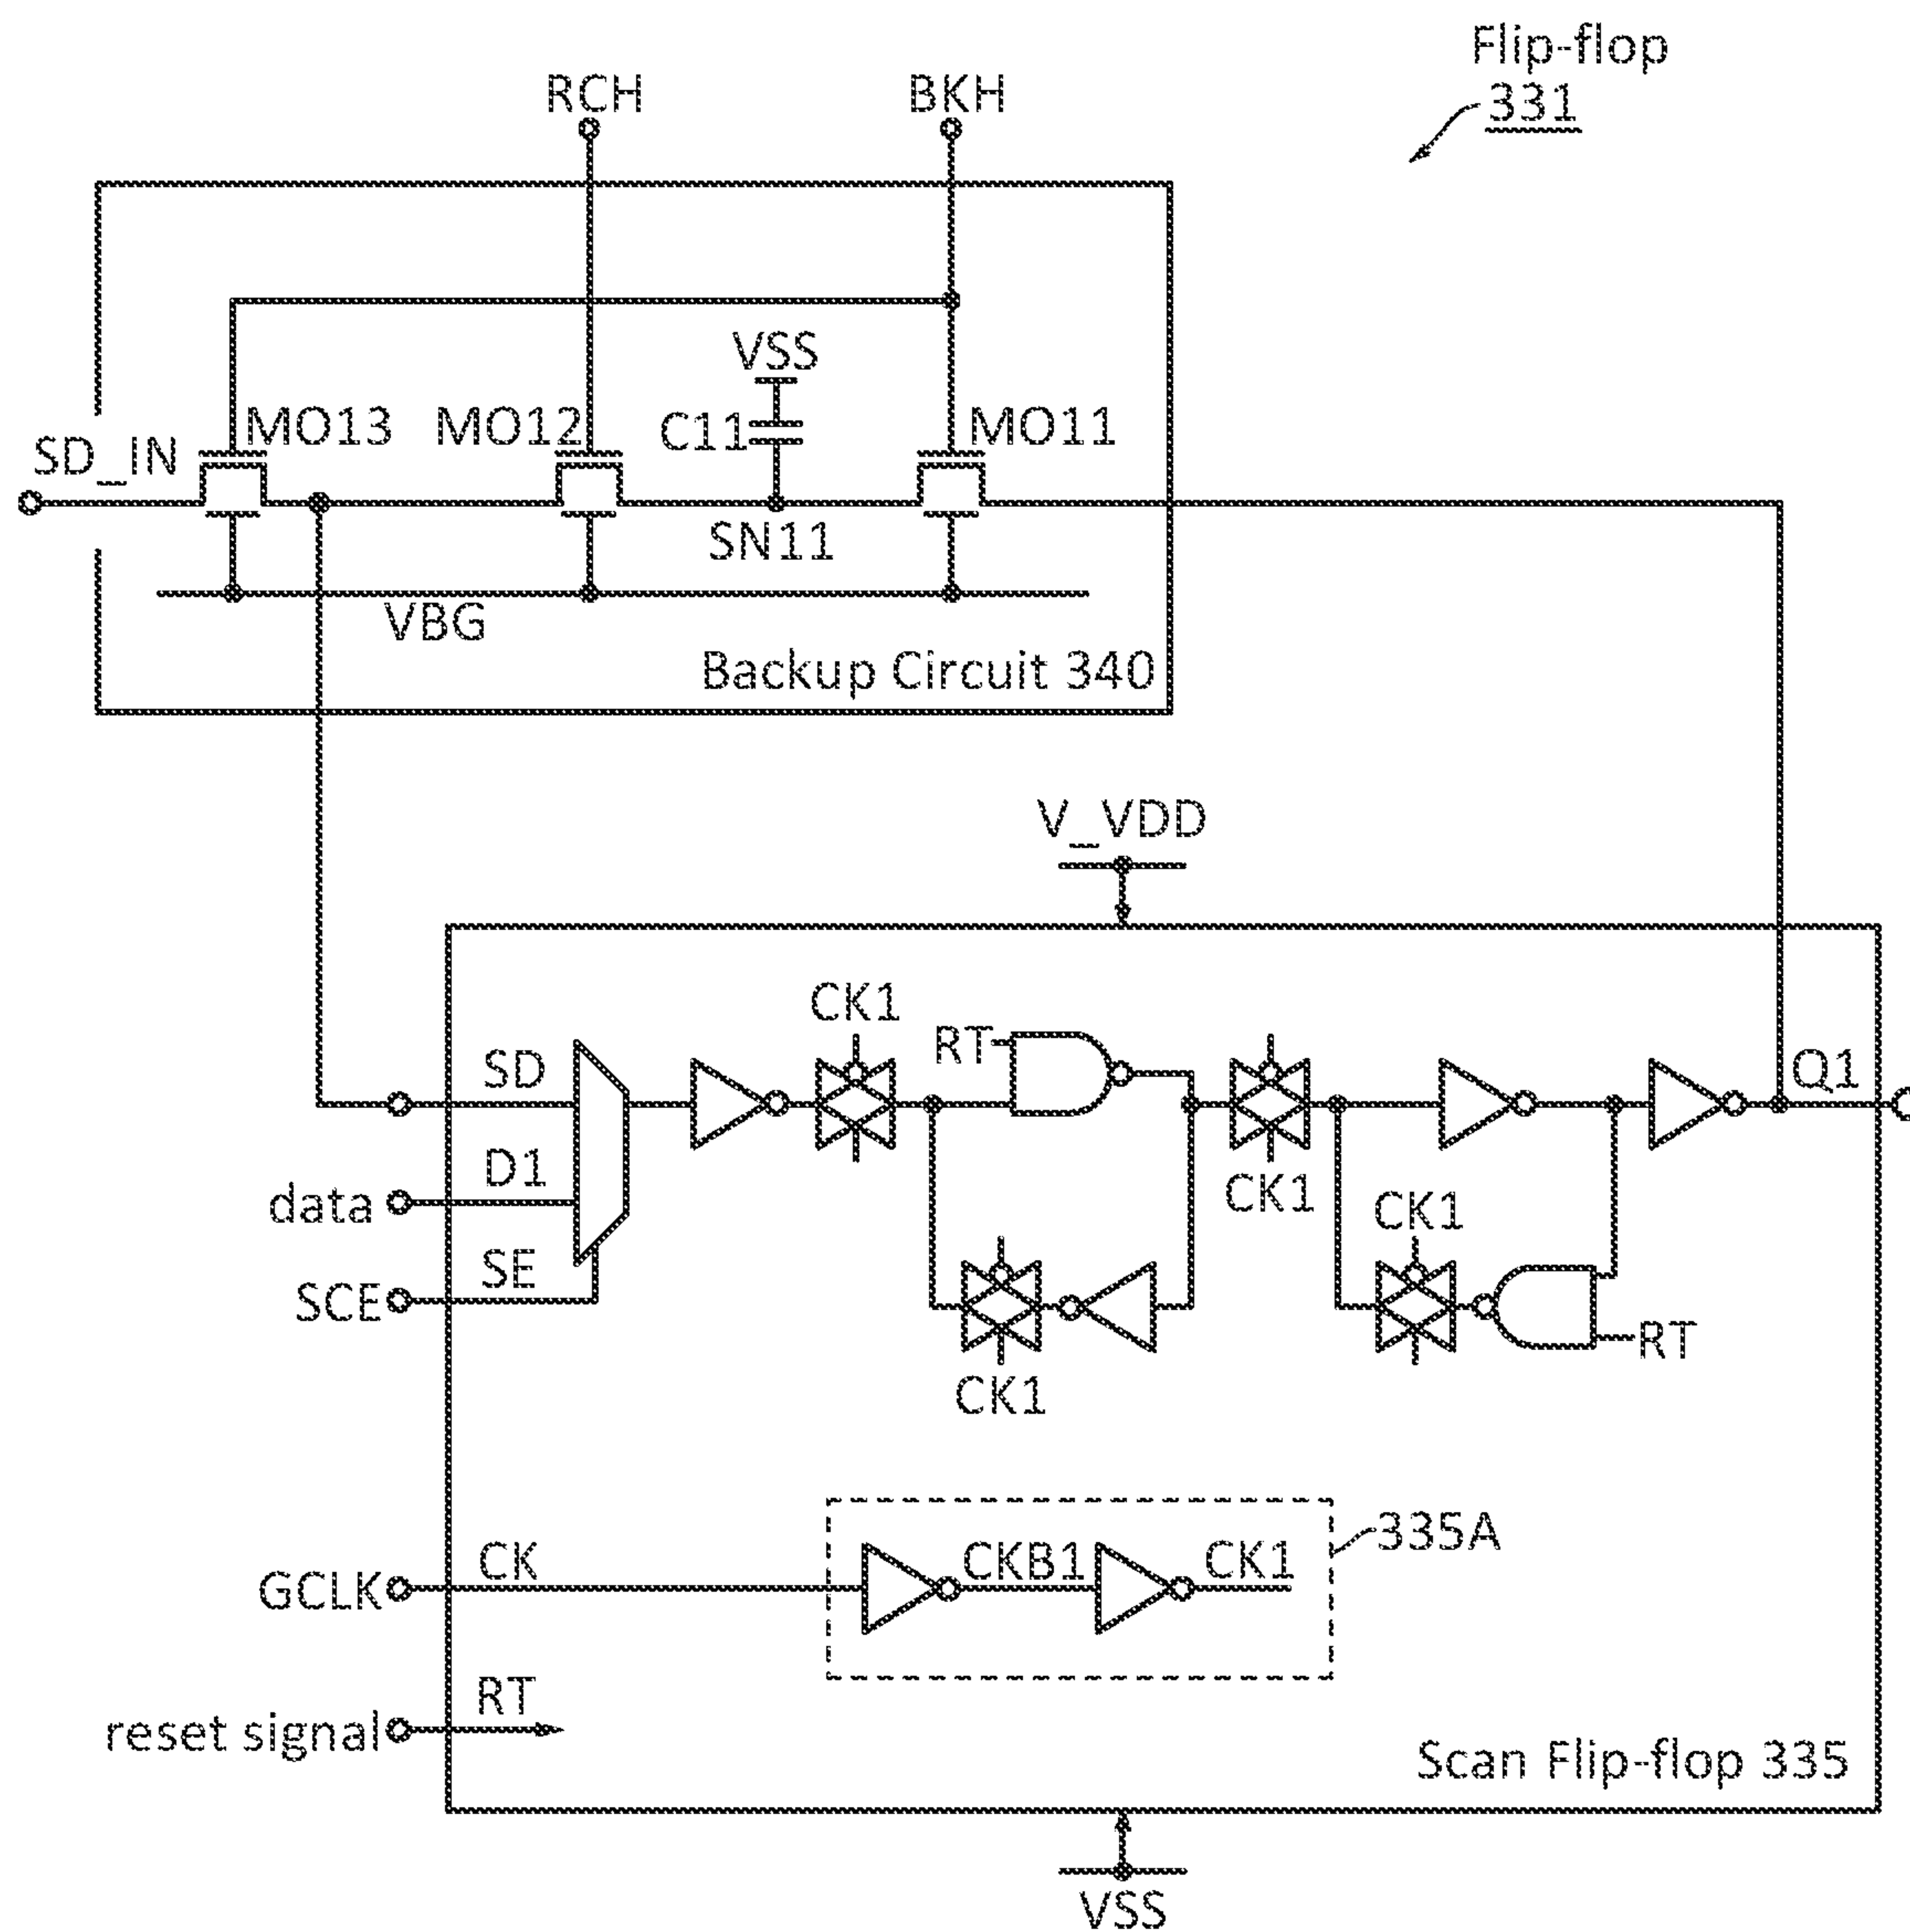 Flip-flop
331
RCH
BKH
VSS
MO13
MO12
C11
MO11
SD_IN
SN11
VBG
Backup Circuit 340
V_VDD
CK1
RT
SD
Q1
D1
data
CK1
CK1
SE
SCE
RT
CK1
335A
CK
CKB1
CK1
GCLK
RT
reset signal
Scan Flip-flop 335
VSS